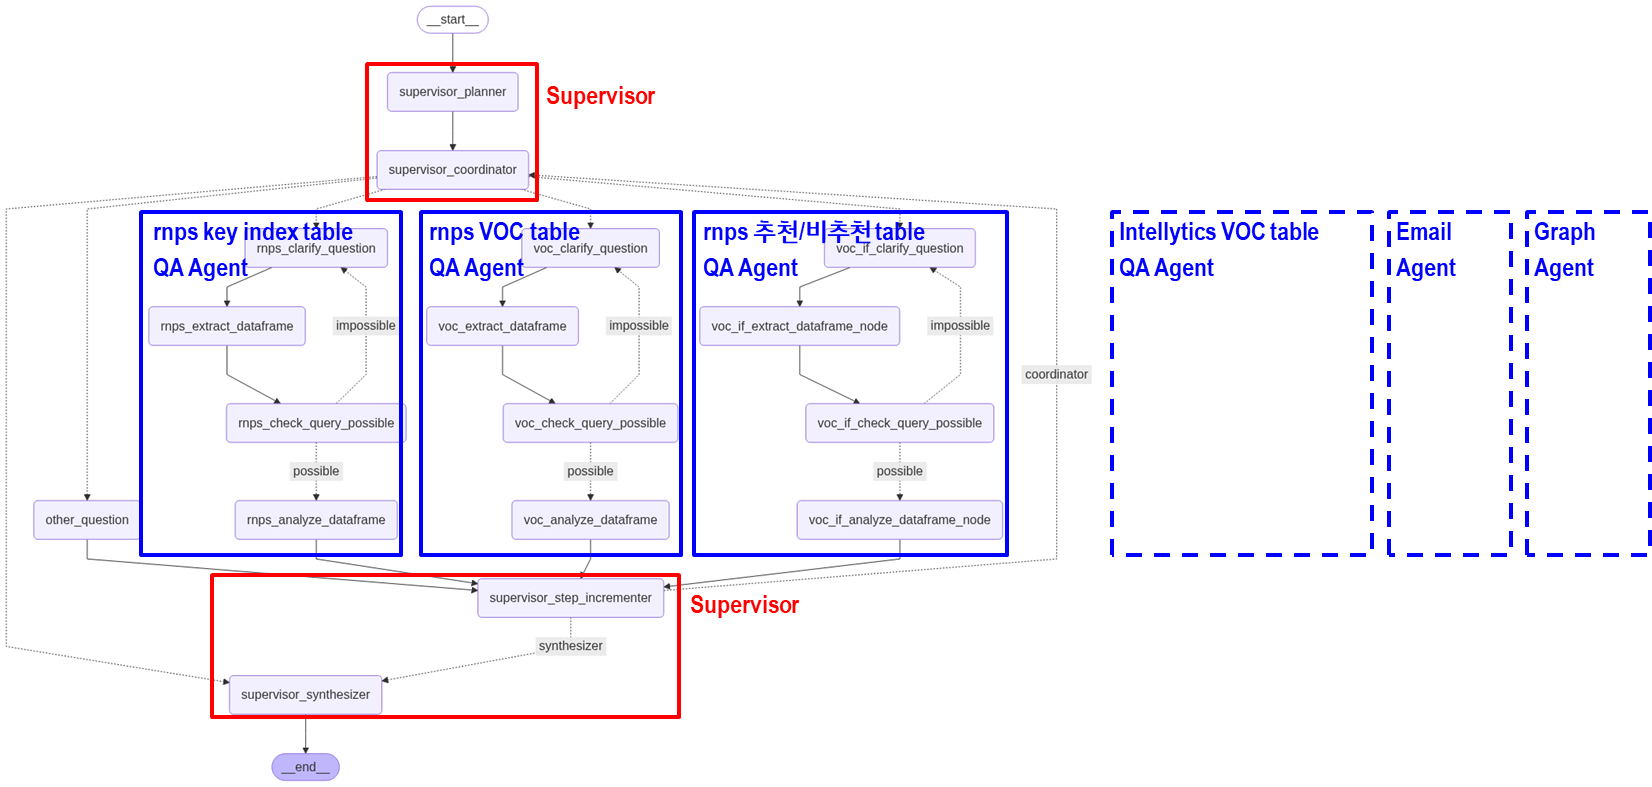 __start__
supervisor_planner
Supervisor
supervisor_coordinator
rnps key index table
QA Agent
rnps_clarify_question
rnps_extract_dataframe
impossible
rnps_check_query_possible
possible
rnps_analyze_dataframe
rnps VOC table
QA Agent
voc_clarify_question
voc_extract_dataframe
impossible
voc_check_query_possible
possible
voc_analyze_dataframe
rnps 추천/비추천 table
QA Agent
voc_if_clarify_question
voc_if_extract_dataframe_node
impossible
voc_if_check_query_possible
possible
voc_if_analyze_dataframe_node
coordinator
Intellytics VOC table
QA Agent
Email
Agent
Graph
Agent
other_question
supervisor_step_incrementer
Supervisor
synthesizer
supervisor_synthesizer
__end__